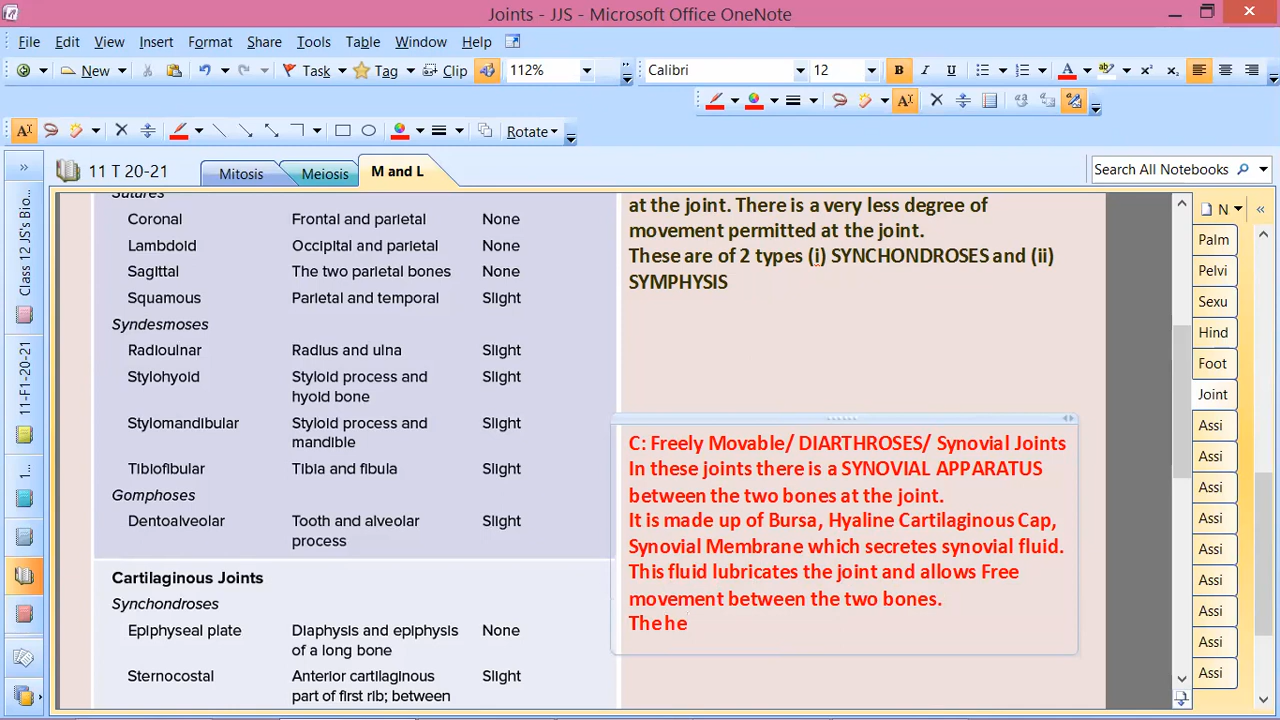 Joints - JJS - Microsoft Office OneNote
File Edit View Insert Format Share Tools Table Window Help
New Task Tag Clip 112% Calibri 12 B I U A
Rotate
11 T 20-21 Mitosis Meiosis M and L Search All Notebooks
Class 12 JJS's Bio...
11-F1-20-21
1...
Sutures
Coronal Frontal and parietal None
Lambdoid Occipital and parietal None
Sagittal The two parietal bones None
Squamous Parietal and temporal Slight
Syndesmoses
Radioulnar Radius and ulna Slight
Stylohyoid Styloid process and Slight
hyoid bone
Stylomandibular Styloid process and Slight
mandible
Tibiofibular Tibia and fibula Slight
Gomphoses
Dentoalveolar Tooth and alveolar Slight
process
Cartilaginous Joints
Synchondroses
Epiphyseal plate Diaphysis and epiphysis None
of a long bone
Sternocostal Anterior cartilaginous Slight
part of first rib; between
at the joint. There is a very less degree of
movement permitted at the joint.
These are of 2 types (i) SYNCHONDROSES and (ii)
SYMPHYSIS
C: Freely Movable/ DIARTHROSES/ Synovial Joints
In these joints there is a SYNOVIAL APPARATUS
between the two bones at the joint.
It is made up of Bursa, Hyaline Cartilaginous Cap,
Synovial Membrane which secretes synovial fluid.
This fluid lubricates the joint and allows Free
movement between the two bones.
The he
N
Palm
Pelvi
Sexu
Hind
Foot
Joint
Assi
Assi
Assi
Assi
Assi
Assi
Assi
Assi
Assi